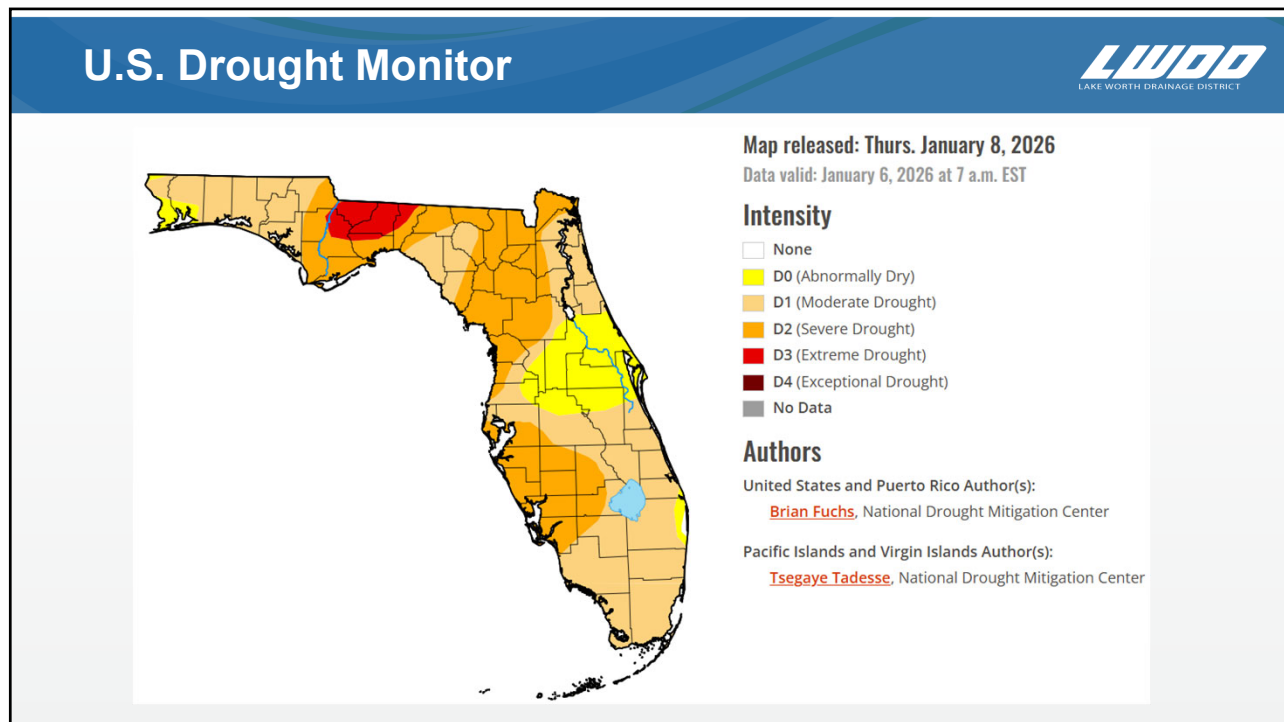 U.S. Drought Monitor
LWDD
LAKE WORTH DRAINAGE DISTRICT
Map released: Thurs. January 8, 2026
Data valid: January 6, 2026 at 7 a.m. EST
Intensity
None
D0 (Abnormally Dry)
D1 (Moderate Drought)
D2 (Severe Drought)
D3 (Extreme Drought)
D4 (Exceptional Drought)
No Data
Authors
United States and Puerto Rico Author(s):
Brian Fuchs, National Drought Mitigation Center
Pacific Islands and Virgin Islands Author(s):
Tsegaye Tadesse, National Drought Mitigation Center